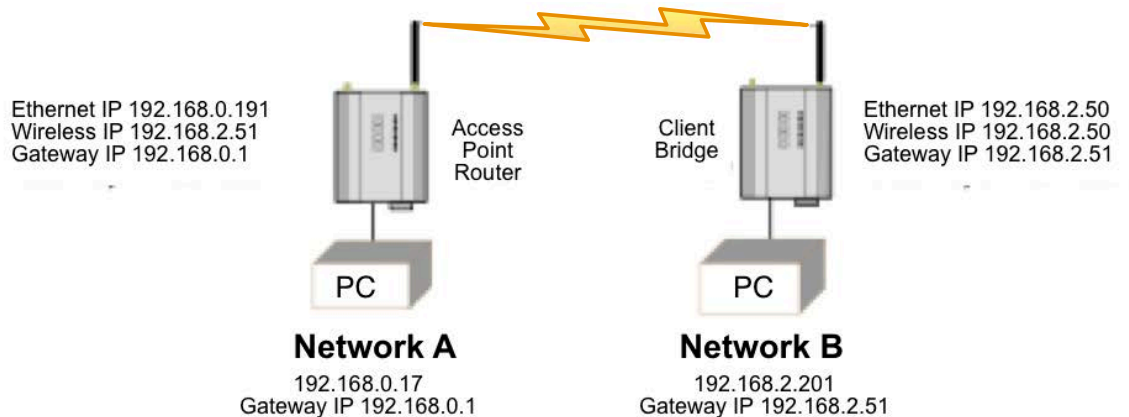 Ethernet IP 192.168.0.191
Wireless IP 192.168.2.51
Gateway IP 192.168.0.1
Access
Point
Router
Client
Bridge
Ethernet IP 192.168.2.50
Wireless IP 192.168.2.50
Gateway IP 192.168.2.51
PC
PC
Network A
192.168.0.17
Gateway IP 192.168.0.1
Network B
192.168.2.201
Gateway IP 192.168.2.51